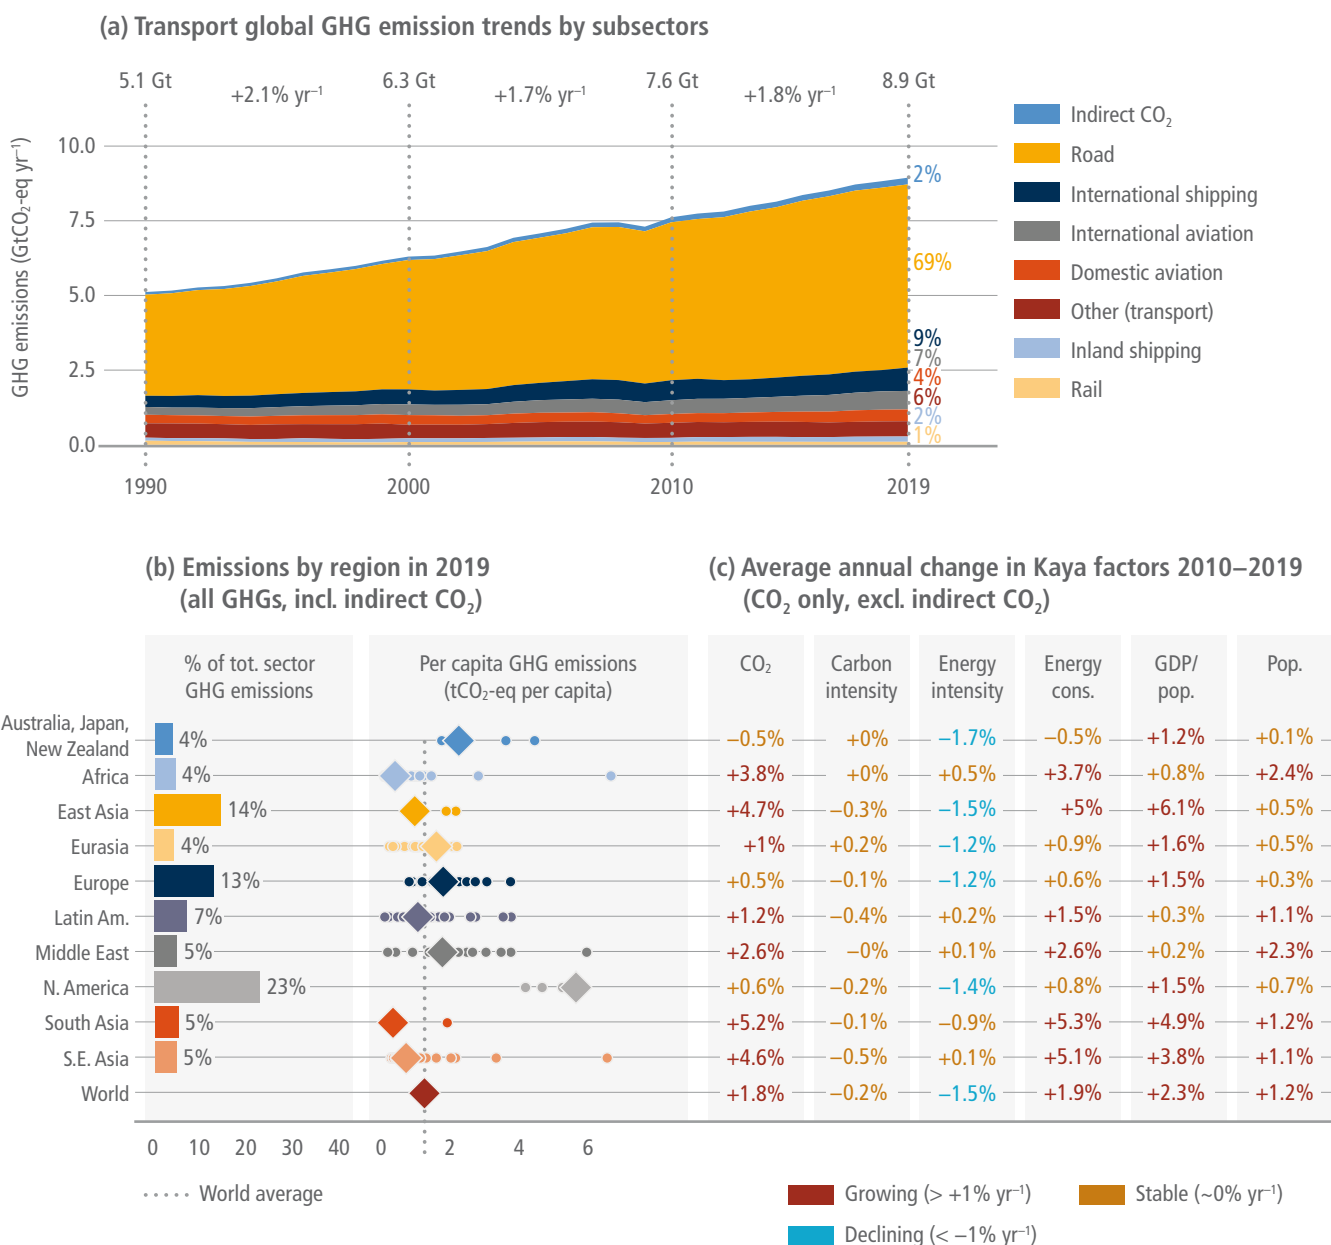 (a) Transport global GHG emission trends by subsectors
5.1 Gt
+2.1% yr⁻¹
6.3 Gt
+1.7% yr⁻¹
7.6 Gt
+1.8% yr⁻¹
8.9 Gt
GHG emissions (GtCO₂-eq yr⁻¹)
10.0
7.5
5.0
2.5
0.0
1990
2000
2010
2019
2%
69%
9%
7%
4%
6%
2%
1%
Indirect CO₂
Road
International shipping
International aviation
Domestic aviation
Other (transport)
Inland shipping
Rail
(b) Emissions by region in 2019
(all GHGs, incl. indirect CO₂)
(c) Average annual change in Kaya factors 2010–2019
(CO₂ only, excl. indirect CO₂)
% of tot. sector
GHG emissions
Per capita GHG emissions
(tCO₂-eq per capita)
CO₂
Carbon
intensity
Energy
intensity
Energy
cons.
GDP/
pop.
Pop.
Australia, Japan,
New Zealand 4% −0.5% +0% −1.7% −0.5% +1.2% +0.1%
Africa 4% +3.8% +0% +0.5% +3.7% +0.8% +2.4%
East Asia 14% +4.7% −0.3% −1.5% +5% +6.1% +0.5%
Eurasia 4% +1% +0.2% −1.2% +0.9% +1.6% +0.5%
Europe 13% +0.5% −0.1% −1.2% +0.6% +1.5% +0.3%
Latin Am. 7% +1.2% −0.4% +0.2% +1.5% +0.3% +1.1%
Middle East 5% +2.6% −0% +0.1% +2.6% +0.2% +2.3%
N. America 23% +0.6% −0.2% −1.4% +0.8% +1.5% +0.7%
South Asia 5% +5.2% −0.1% −0.9% +5.3% +4.9% +1.2%
S.E. Asia 5% +4.6% −0.5% +0.1% +5.1% +3.8% +1.1%
World +1.8% −0.2% −1.5% +1.9% +2.3% +1.2%
0 10 20 30 40
0 2 4 6
World average
Growing (> +1% yr⁻¹)
Stable (~0% yr⁻¹)
Declining (< −1% yr⁻¹)